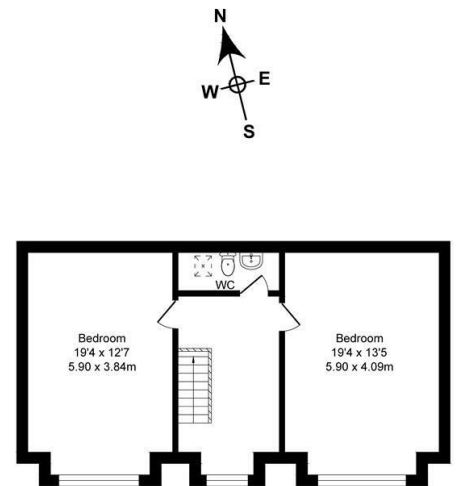 N
W
E
S
WC
Bedroom
19'4 x 12'7
5.90 x 3.84m
Bedroom
19'4 x 13'5
5.90 x 4.09m